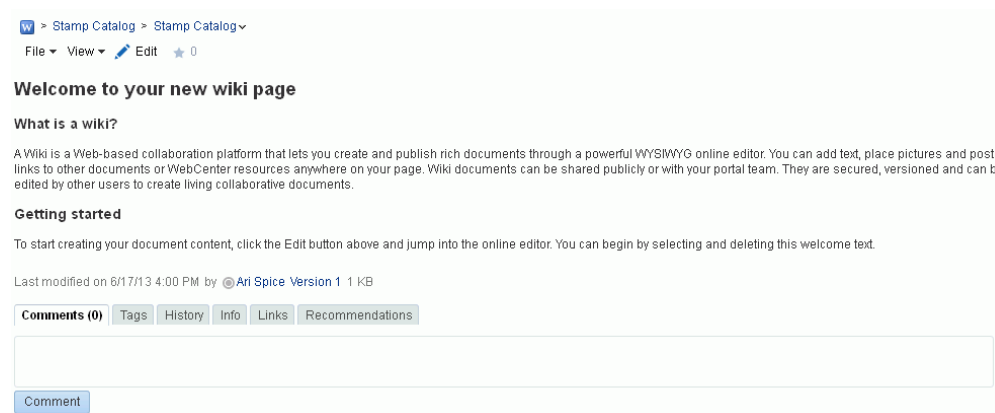 W > Stamp Catalog > Stamp Catalog
File View Edit 0
Welcome to your new wiki page
What is a wiki?
A Wiki is a Web-based collaboration platform that lets you create and publish rich documents through a powerful WYSIWYG online editor. You can add text, place pictures and post
links to other documents or WebCenter resources anywhere on your page. Wiki documents can be shared publicly or with your portal team. They are secured, versioned and can
edited by other users to create living collaborative documents.
Getting started
To start creating your document content, click the Edit button above and jump into the online editor. You can begin by selecting and deleting this welcome text.
Last modified on 6/17/13 4:00 PM by Ari Spice Version 1 1 KB
Comments (0) Tags History Info Links Recommendations
Comment